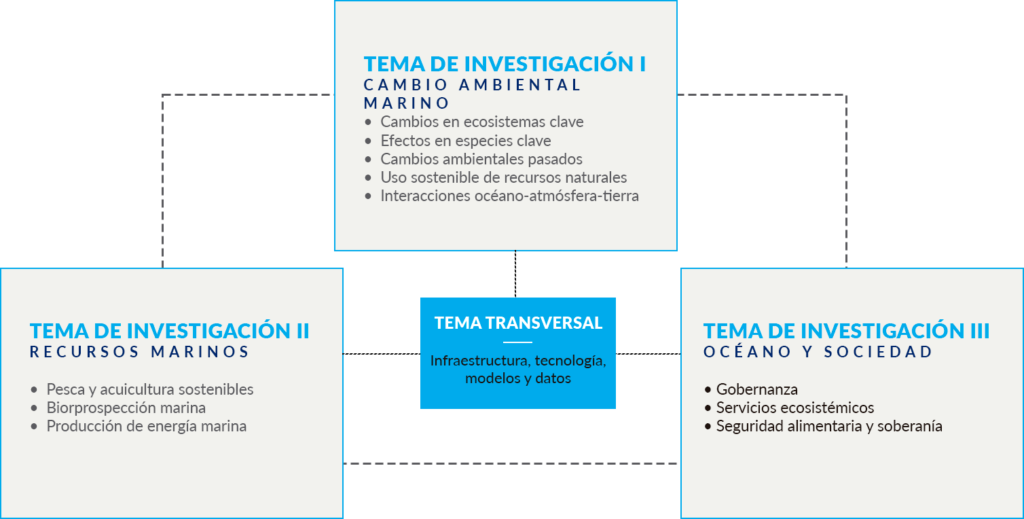 TEMA DE INVESTIGACIÓN I
CAMBIO AMBIENTAL
MARINO
• Cambios en ecosistemas clave
• Efectos en especies clave
• Cambios ambientales pasados
• Uso sostenible de recursos naturales
• Interacciones océano-atmósfera-tierra
TEMA DE INVESTIGACIÓN II
RECURSOS MARINOS
• Pesca y acuicultura sostenibles
• Biorprospección marina
• Producción de energía marina
TEMA TRANSVERSAL
Infraestructura, tecnología,
modelos y datos
TEMA DE INVESTIGACIÓN III
OCÉANO Y SOCIEDAD
• Gobernanza
• Servicios ecosistémicos
• Seguridad alimentaria y soberanía